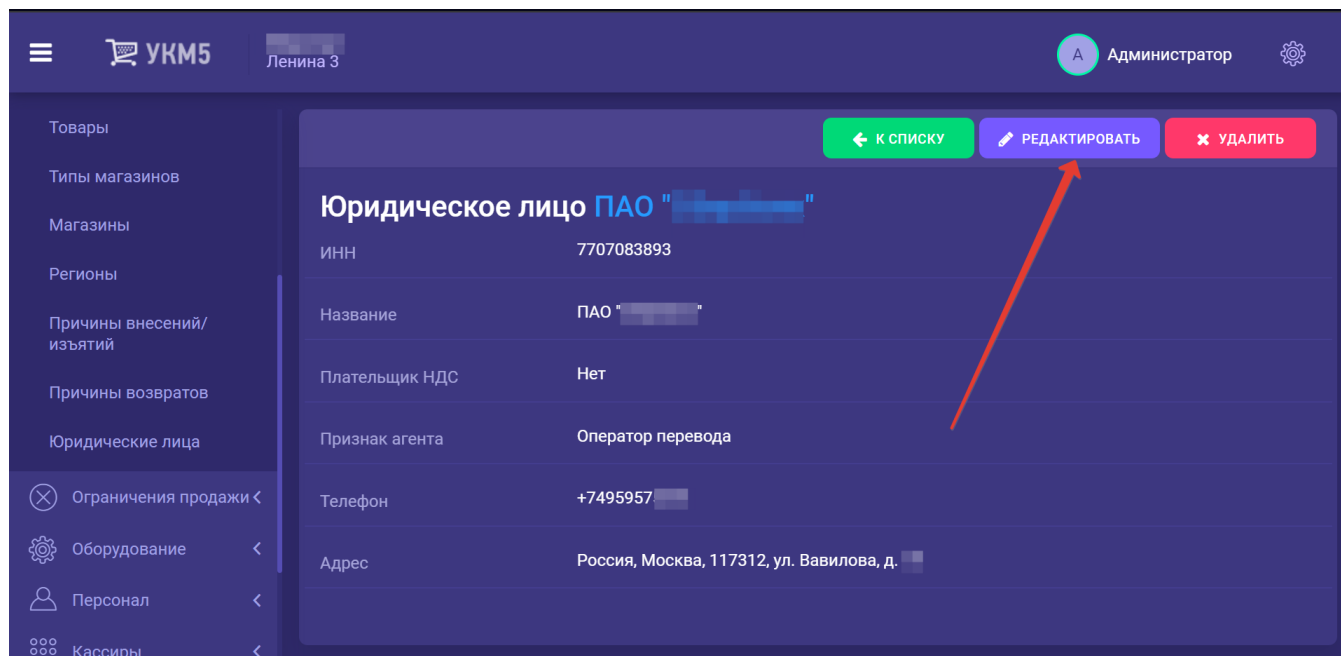 УКМ5
Ленина 3
А
Администратор
Товары
Типы магазинов
Магазины
Регионы
Причины внесений/
изъятий
Причины возвратов
Юридические лица
Ограничения продажи
Оборудование
Персонал
Кассиры
К СПИСКУ
РЕДАКТИРОВАТЬ
УДАЛИТЬ
Юридическое лицо ПАО " "
ИНН 7707083893
Название ПАО " "
Плательщик НДС Нет
Признак агента Оператор перевода
Телефон +7495957
Адрес Россия, Москва, 117312, ул. Вавилова, д.